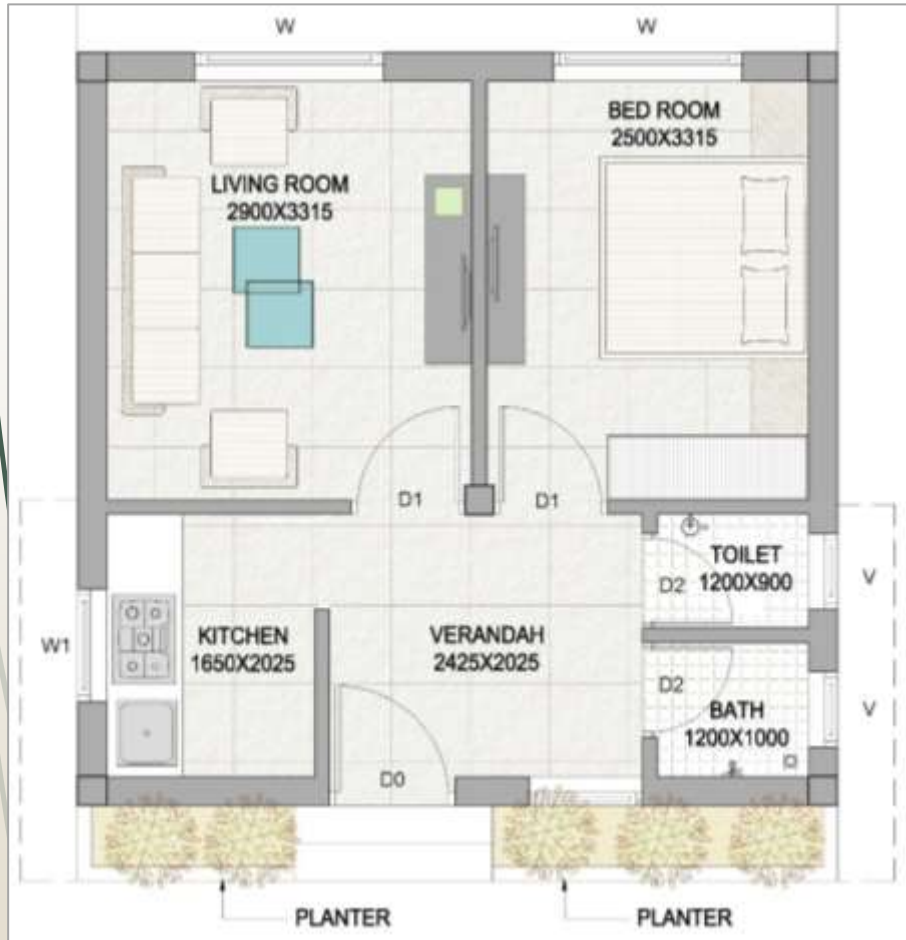 W
W
BED ROOM
2500X3315
LIVING ROOM
2900X3315
D1
D1
TOILET
1200X900
D2
V
W1
KITCHEN
1650X2025
VERANDAH
2425X2025
D2
BATH
1200X1000
V
D0
PLANTER
PLANTER